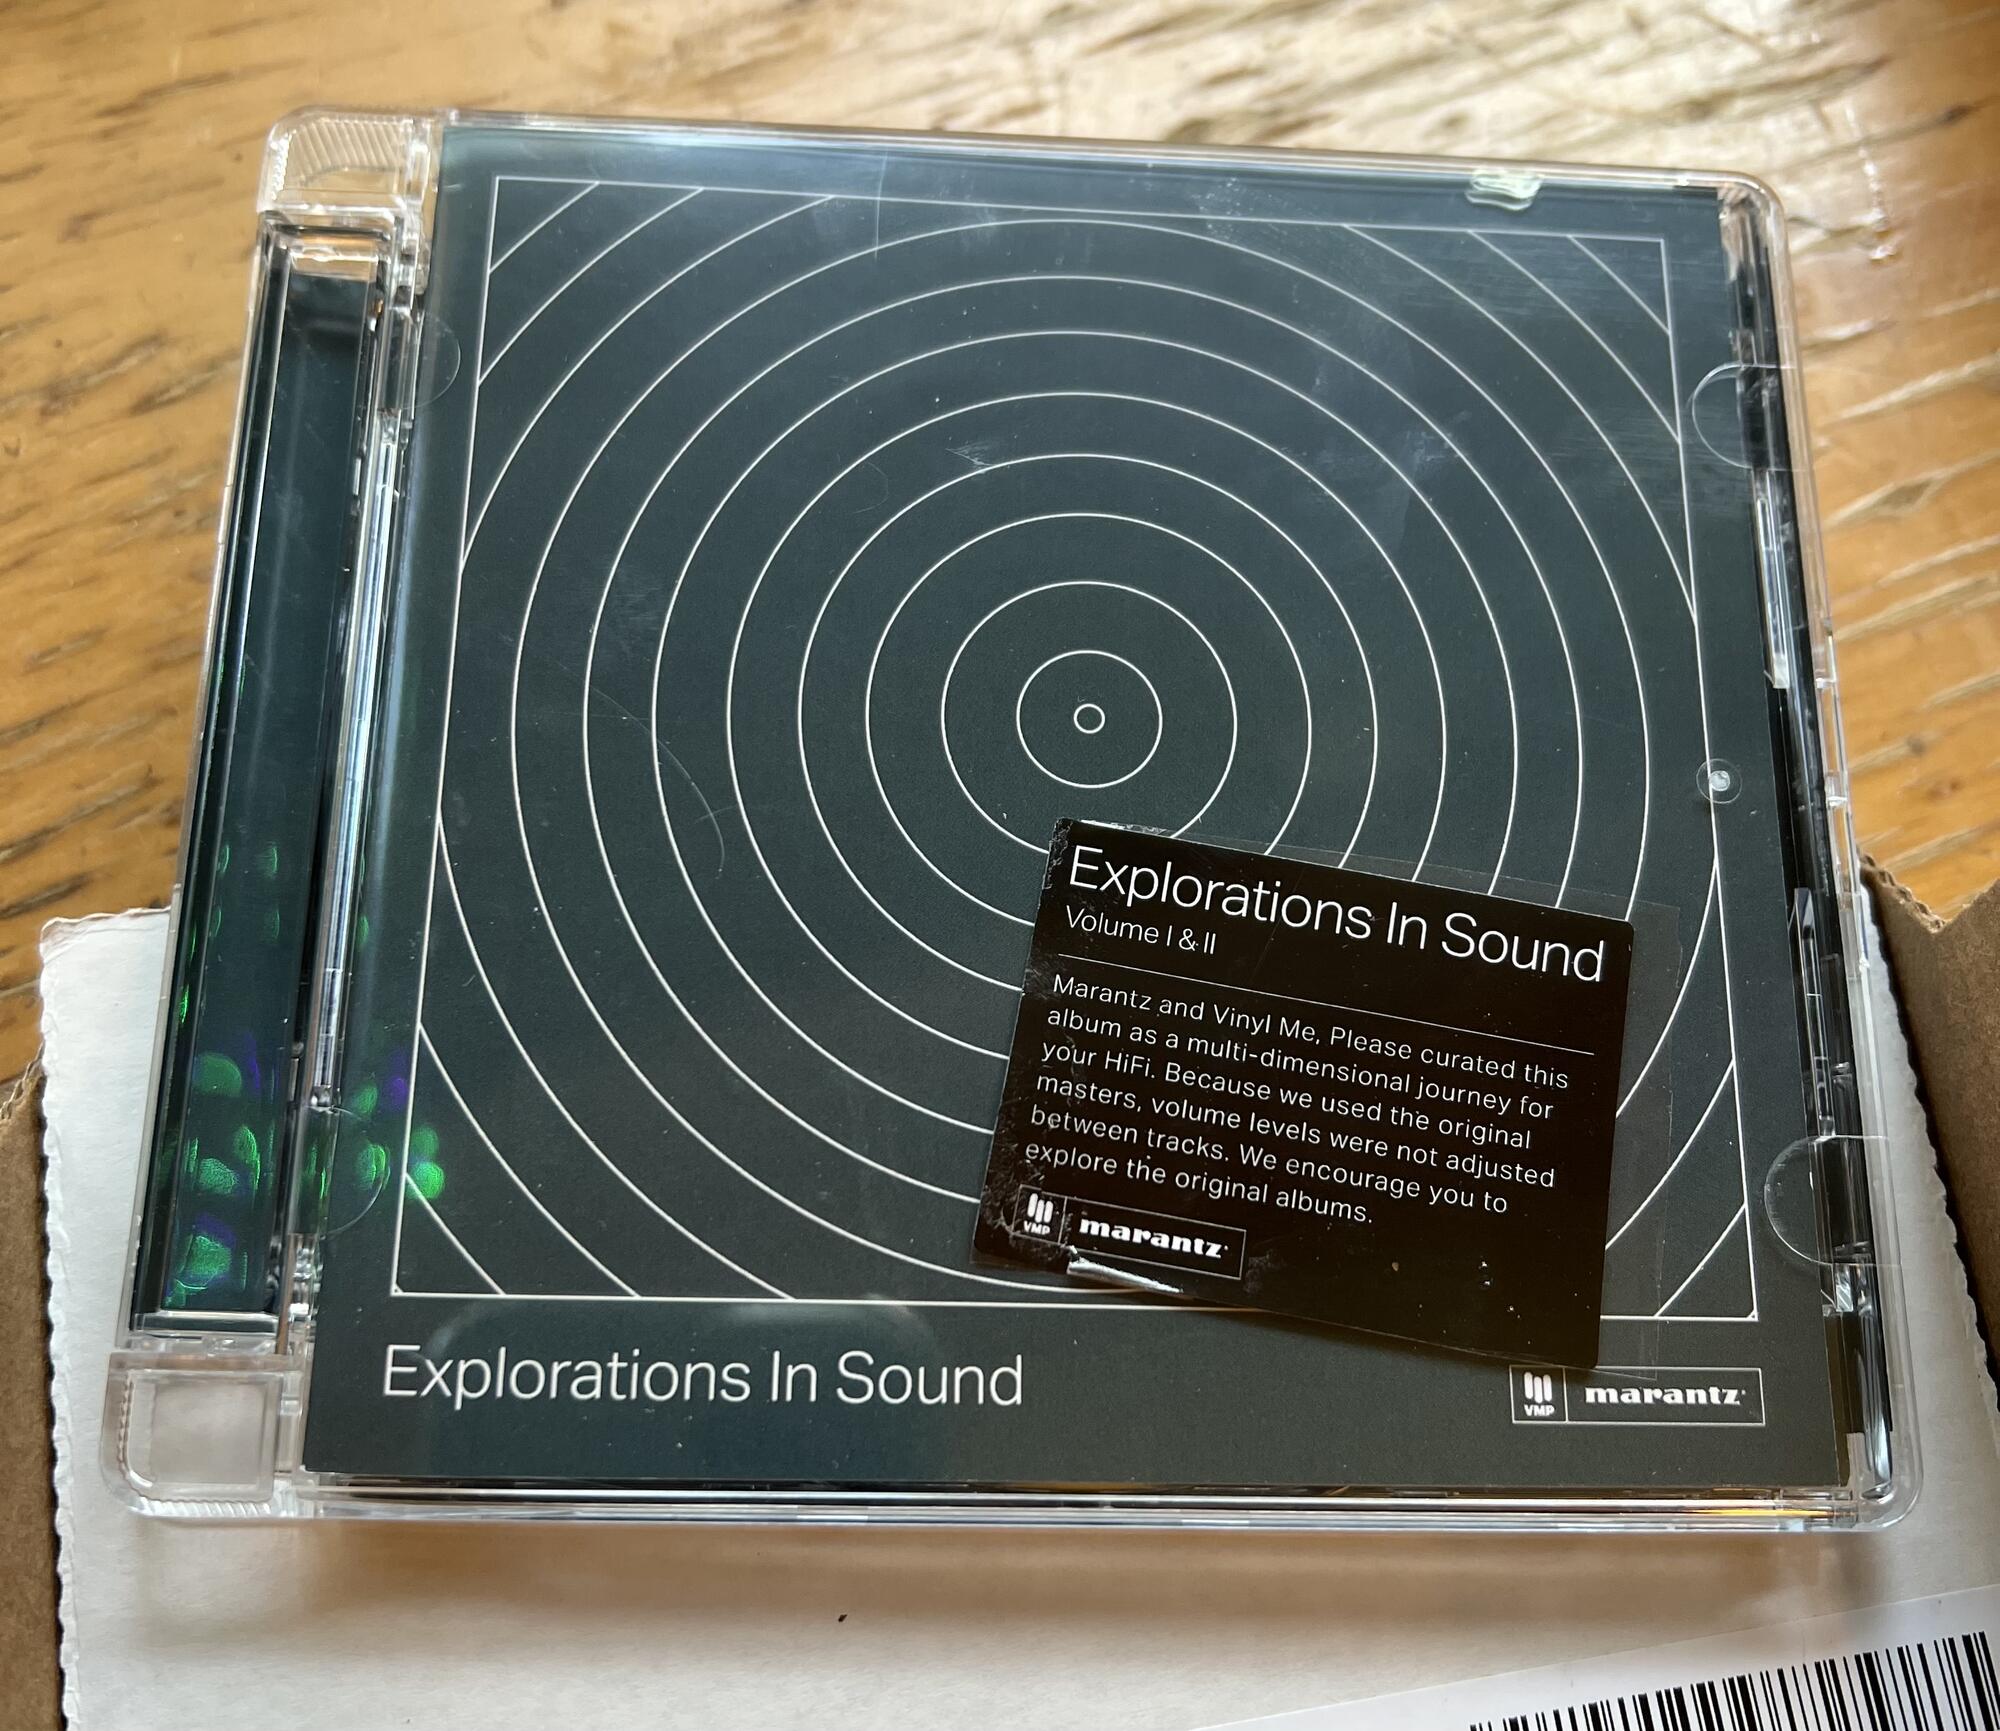 Explorations In Sound
Volume I & II
Marantz and Vinyl Me, Please curated this
album as a multi-dimensional journey for
your HiFi. Because we used the original
masters, volume levels were not adjusted
between tracks. We encourage you to
explore the original albums.
VMP marantz
Explorations In Sound
VMP marantz